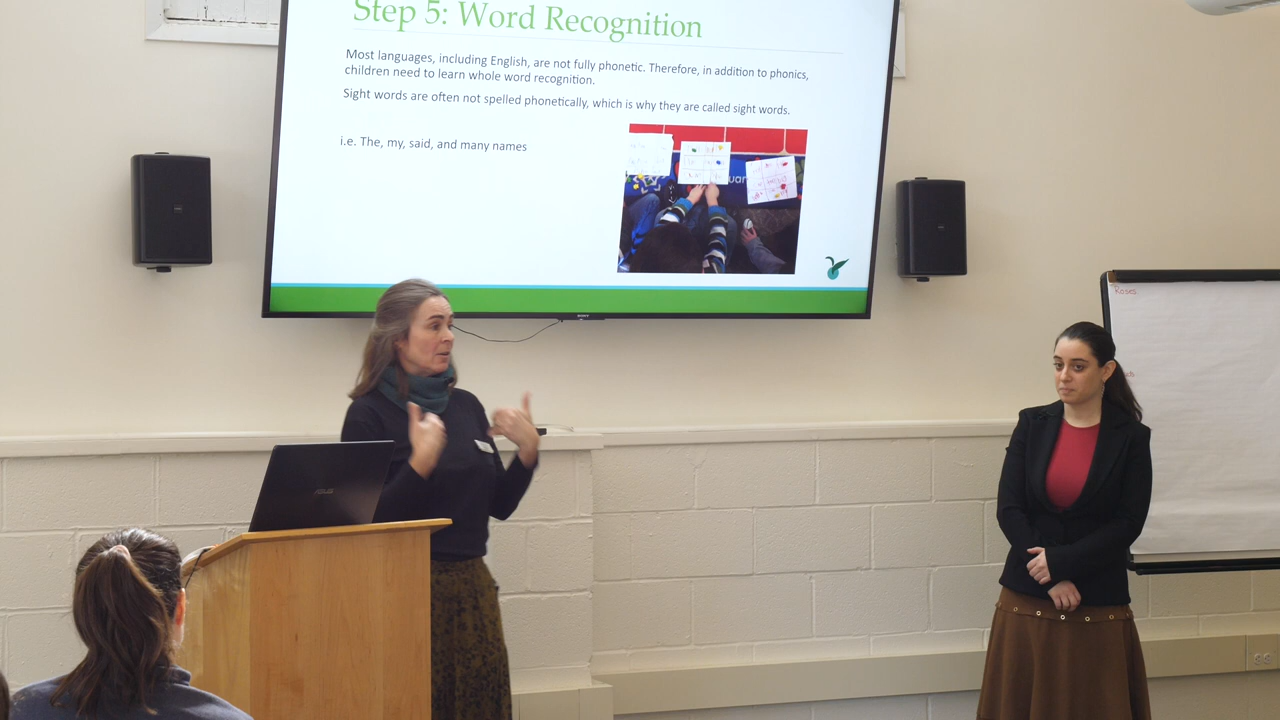 Step 5: Word Recognition
Most languages, including English, are not fully phonetic. Therefore, in addition to phonics,
children need to learn whole word recognition.
Sight words are often not spelled phonetically, which is why they are called sight words.
i.e. The, my, said, and many names
SONY
ASUS
Roses